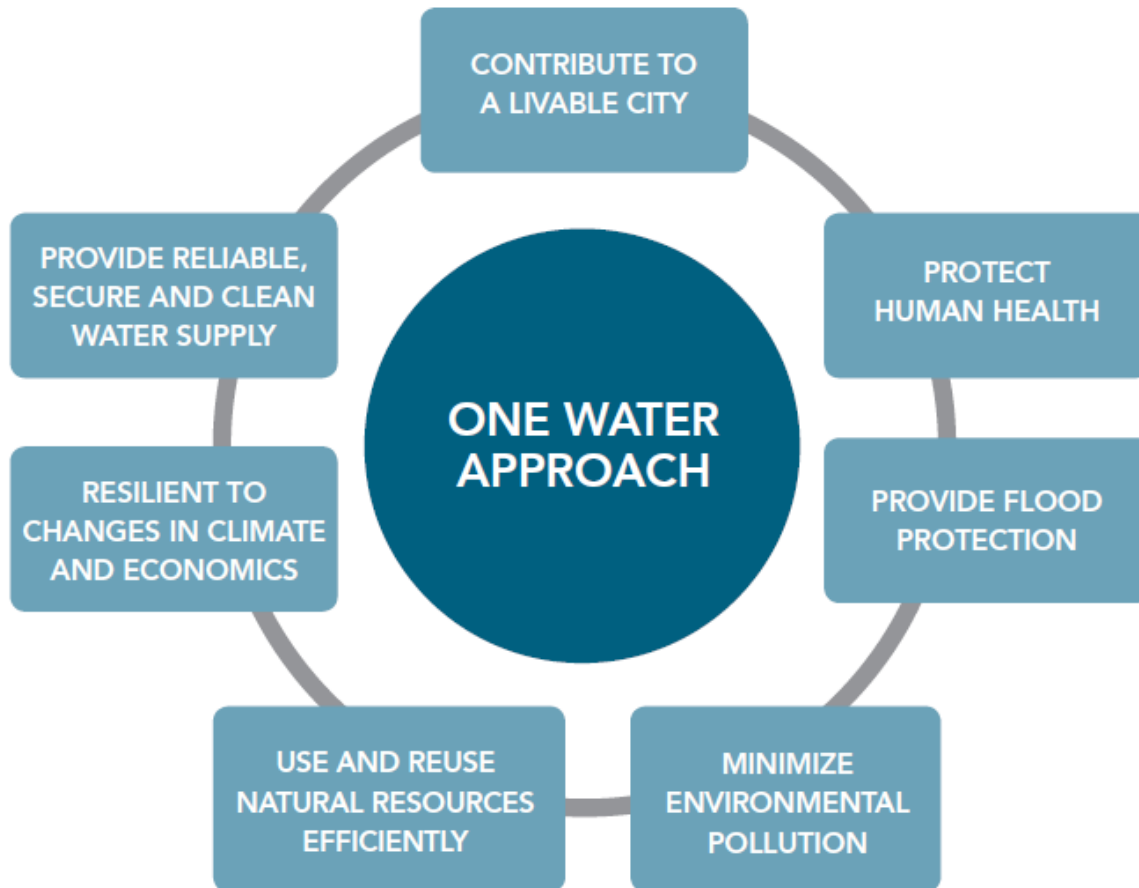 CONTRIBUTE TO
A LIVABLE CITY
PROTECT
HUMAN HEALTH
PROVIDE FLOOD
PROTECTION
MINIMIZE
ENVIRONMENTAL
POLLUTION
USE AND REUSE
NATURAL RESOURCES
EFFICIENTLY
RESILIENT TO
CHANGES IN CLIMATE
AND ECONOMICS
PROVIDE RELIABLE,
SECURE AND CLEAN
WATER SUPPLY
ONE WATER
APPROACH